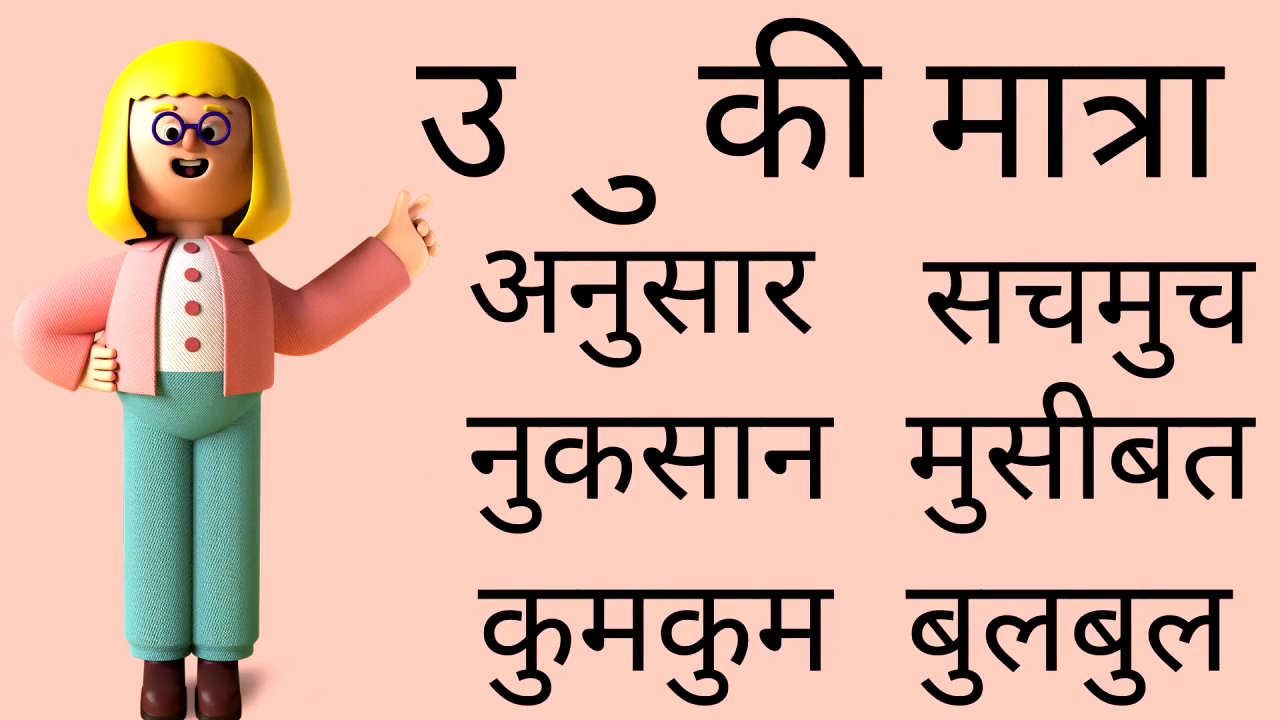 उ ु की मात्रा
अनुसार सचमुच
नुकसान मुसीबत
कुमकुम बुलबुल